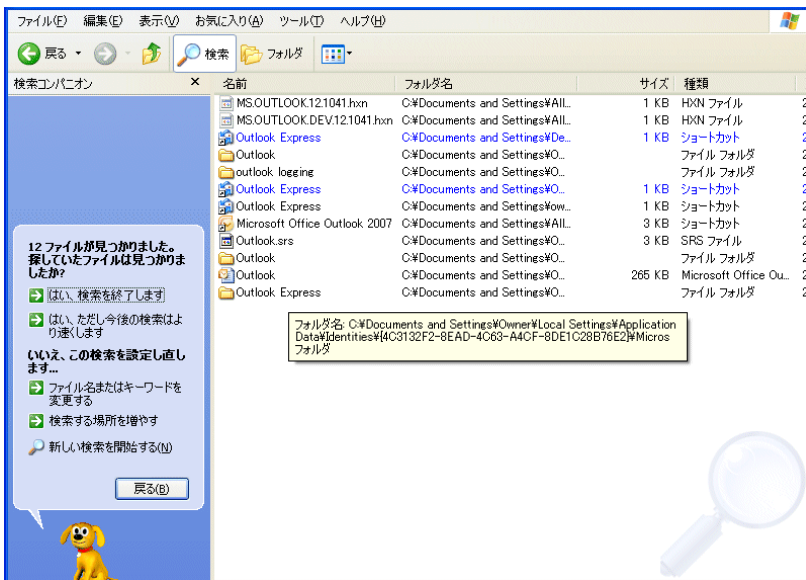 ファイル(F) 編集(E) 表示(V) お気に入り(A) ツール(T) ヘルプ(H)
戻る 検索 フォルダ
検索コンパニオン × 名前 フォルダ名 サイズ 種類
MS.OUTLOOK.12.1041.hxn C:¥Documents and Settings¥All... 1 KB HXN ファイル 2
MS.OUTLOOK.DEV.12.1041.hxn C:¥Documents and Settings¥All... 1 KB HXN ファイル 2
Outlook Express C:¥Documents and Settings¥De... 1 KB ショートカット 2
Outlook C:¥Documents and Settings¥O... ファイル フォルダ 2
outlook logging C:¥Documents and Settings¥O... ファイル フォルダ 2
Outlook Express C:¥Documents and Settings¥O... 1 KB ショートカット 2
Outlook Express C:¥Documents and Settings¥ow... 1 KB ショートカット 2
Microsoft Office Outlook 2007 C:¥Documents and Settings¥All... 3 KB ショートカット 2
Outlook.srs C:¥Documents and Settings¥O... 3 KB SRS ファイル 2
Outlook C:¥Documents and Settings¥O... ファイル フォルダ 2
Outlook C:¥Documents and Settings¥O... 265 KB Microsoft Office Ou... 2
Outlook Express C:¥Documents and Settings¥O... ファイル フォルダ 2
フォルダ名: C:¥Documents and Settings¥Owner¥Local Settings¥Application
Data¥Identities¥{4C3132F2-8EAD-4C63-A4CF-8DE1C28B76E2}¥Micros
フォルダ
12 ファイルが見つかりました。
探していたファイルは見つかりま
したか?
はい、検索を終了します
はい、ただし今後の検索はよ
り速くします
いいえ、この検索を設定し直し
ます...
ファイル名またはキーワードを
変更する
検索する場所を増やす
新しい検索を開始する(N)
戻る(B)